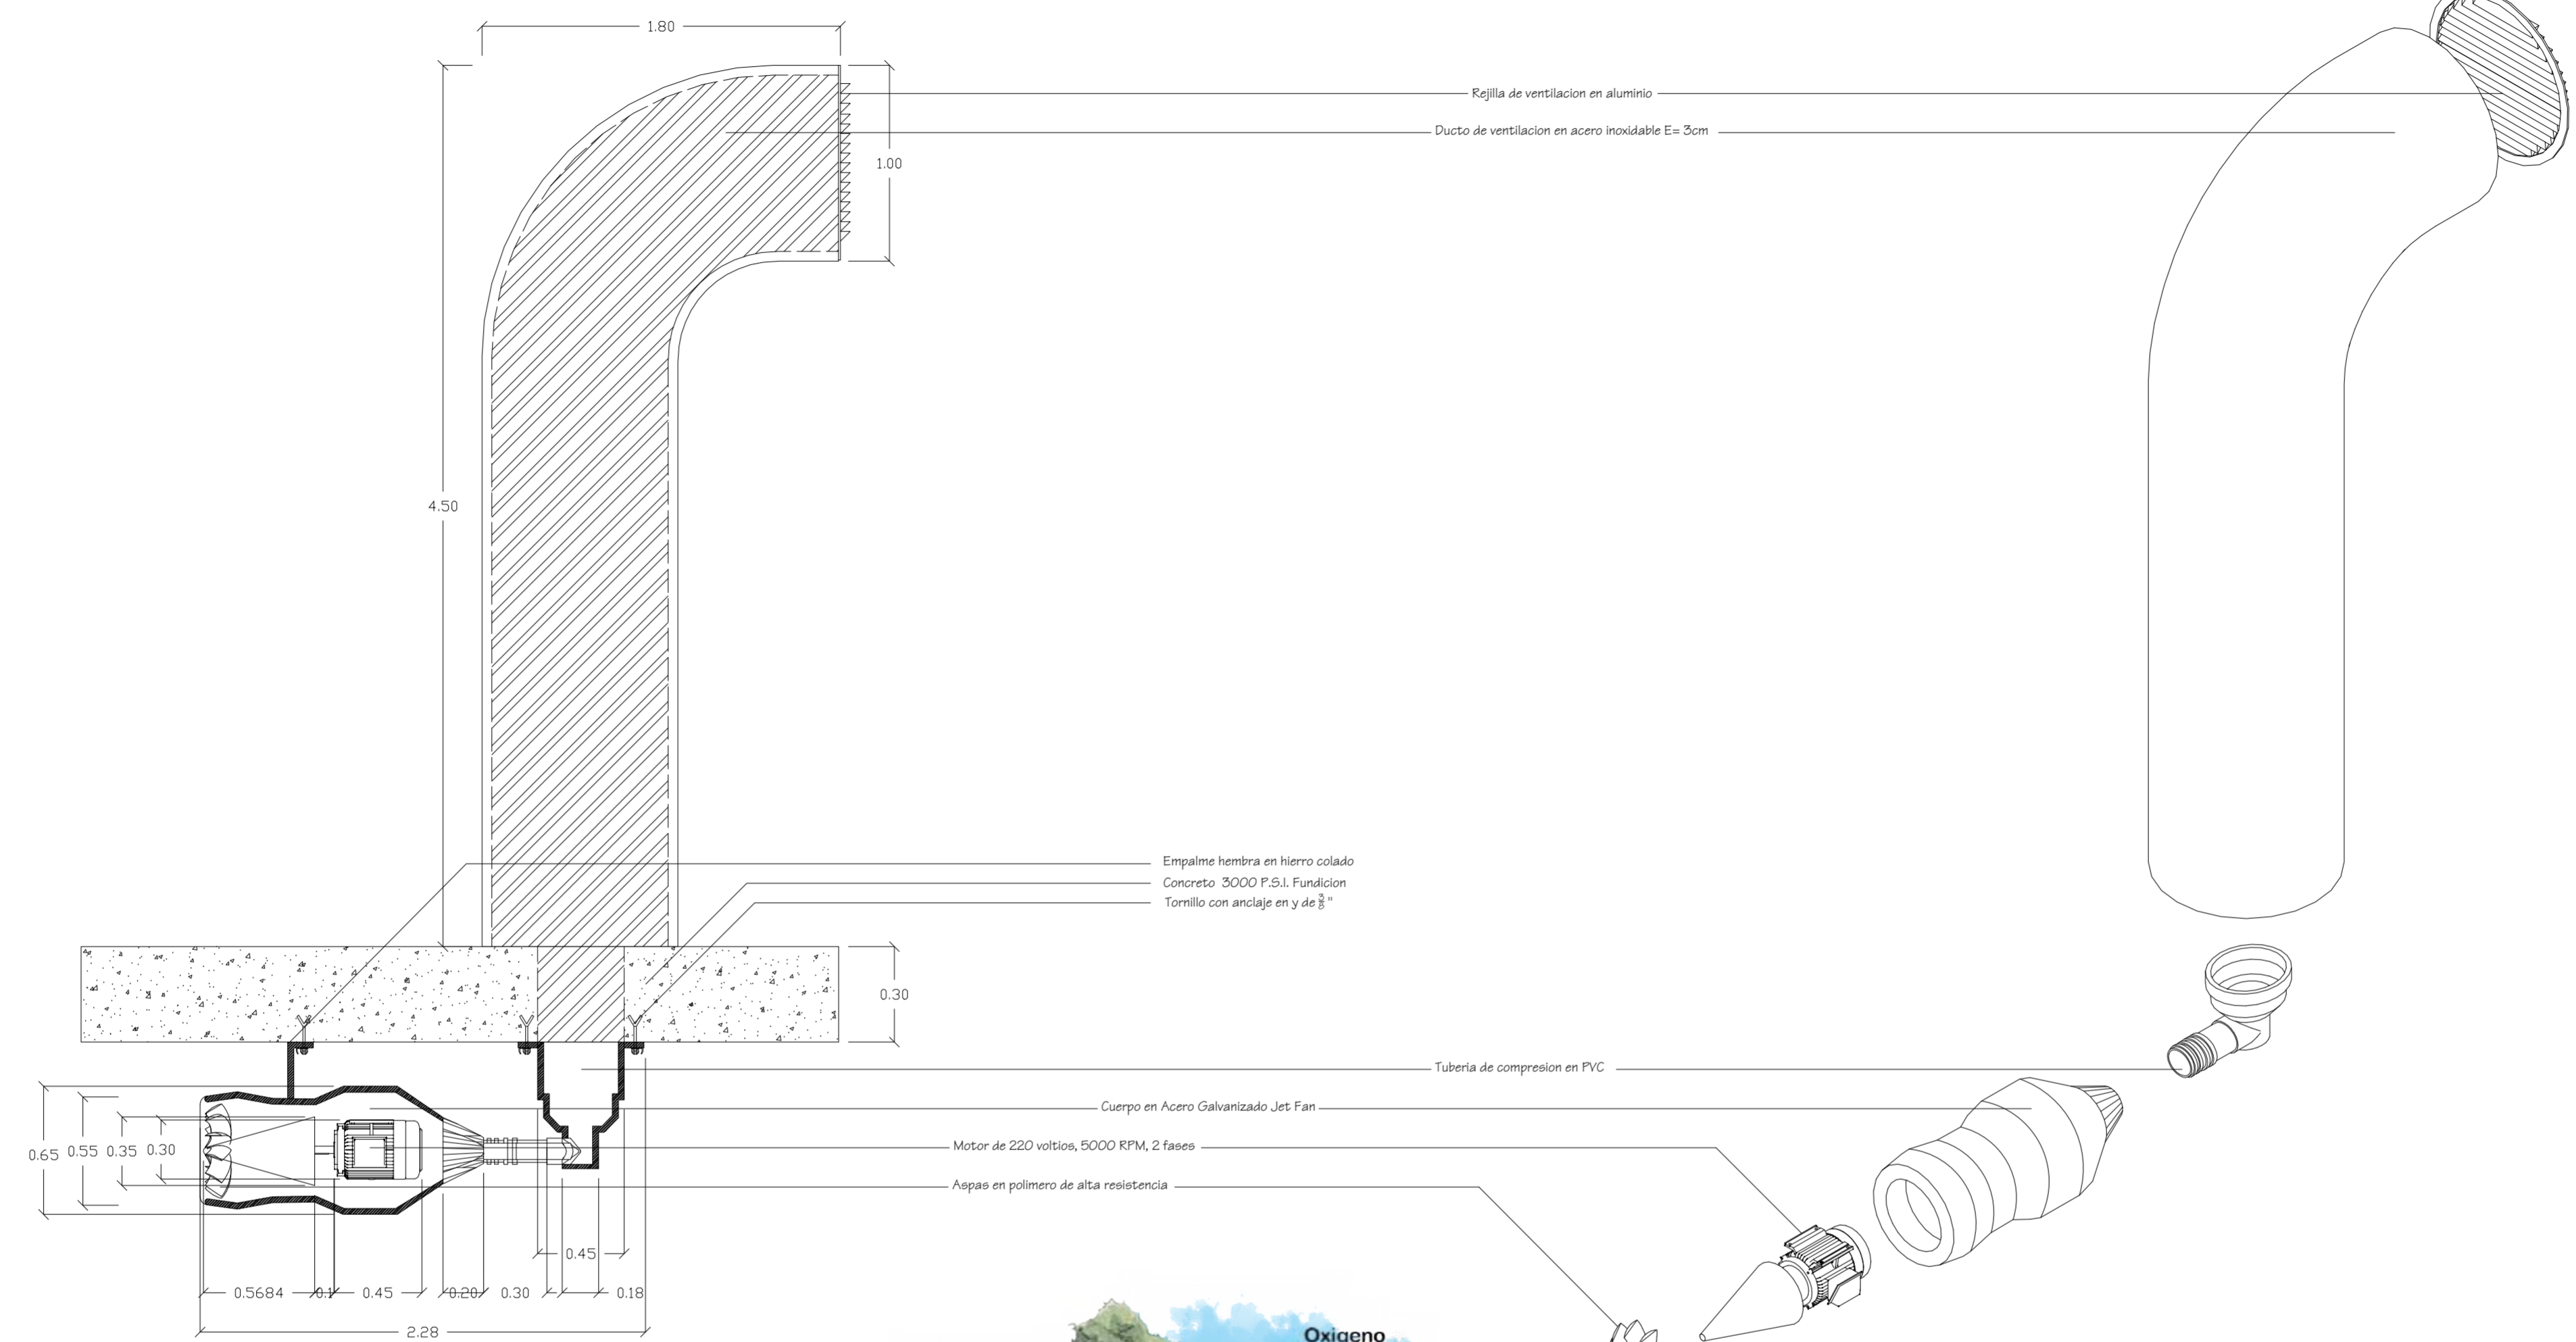 1.80
Rejilla de ventilacion en aluminio
Ducto de ventilacion en acero inoxidable E= 3cm
1.00
4.50
Empalme hembra en hierro colado
Concreto 3000 P.S.I. Fundicion
Tornillo con anclaje en y de 3/8 "
0.30
Tuberia de compresion en PVC
Cuerpo en Acero Galvanizado Jet Fan
Motor de 220 voltios, 5000 RPM, 2 fases
0.65 0.55 0.35 0.30
Aspas en polimero de alta resistencia
0.45
0.5684 0.1 0.45 0.20 0.30 0.18
2.28
Oxigeno